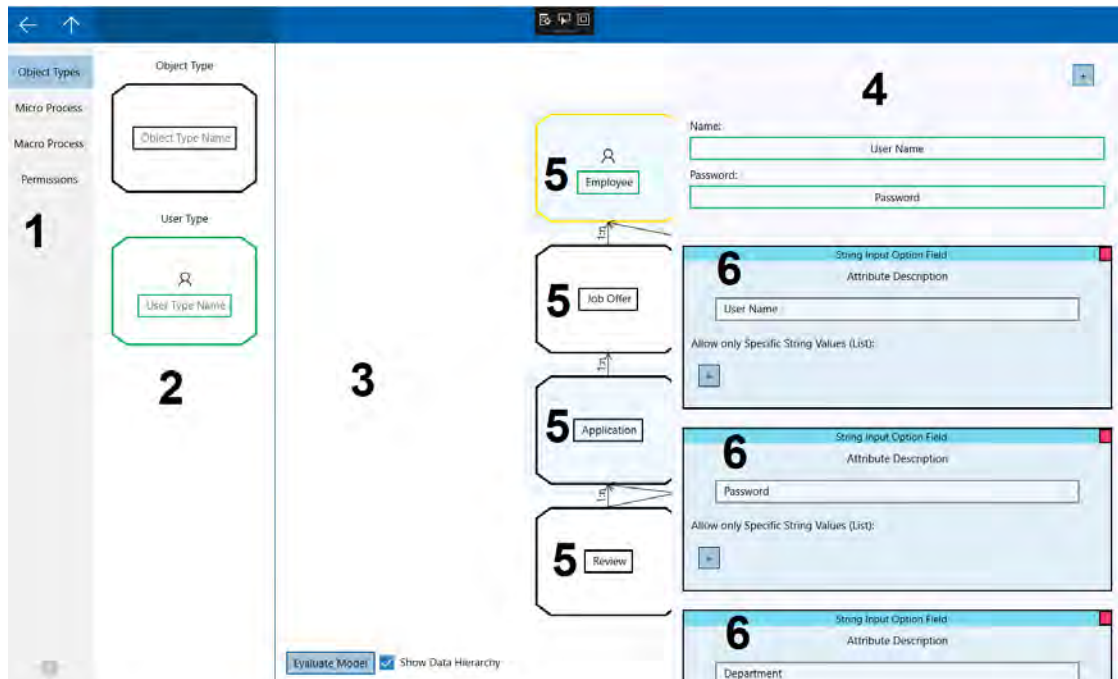 Object Types
Micro Process
Macro Process
Permissions
1
Object Type
Object Type Name
User Type
User Type Name
2
3
Evaluate Model
Show Data Hierarchy
5
Employee
1:n
5
Job Offer
1:n
5
Application
1:n
5
Review
4
+
Name:
User Name
Password:
Password
String Input Option Field
6
Attribute Description
User Name
Allow only Specific String Values (List):
+
String Input Option Field
6
Attribute Description
Password
Allow only Specific String Values (List):
+
String Input Option Field
6
Attribute Description
Department